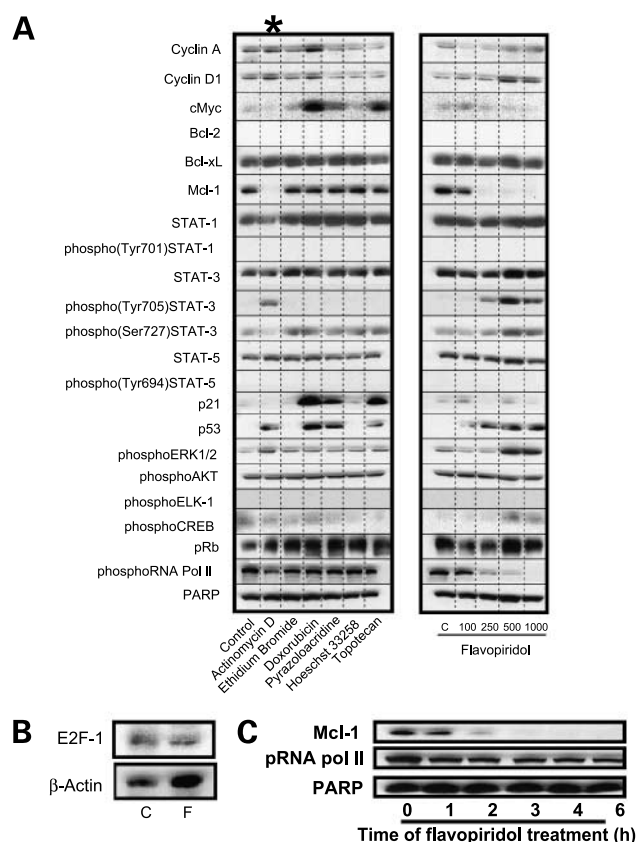 A
*
Cyclin A
Cyclin D1
cMyc
Bcl-2
Bcl-xL
Mcl-1
STAT-1
phospho(Tyr701)STAT-1
STAT-3
phospho(Tyr705)STAT-3
phospho(Ser727)STAT-3
STAT-5
phospho(Tyr694)STAT-5
p21
p53
phosphoERK1/2
phosphoAKT
phosphoELK-1
phosphoCREB
pRb
phosphoRNA Pol II
PARP
Control
Actinomycin D
Ethidium Bromide
Doxorubicin
Pyrazoloacridine
Hoeschst 33258
Topotecan
C 100 250 500 1000
Flavopiridol
B
E2F-1
β-Actin
C F
C
Mcl-1
pRNA pol II
PARP
0 1 2 3 4 6
Time of flavopiridol treatment (h)